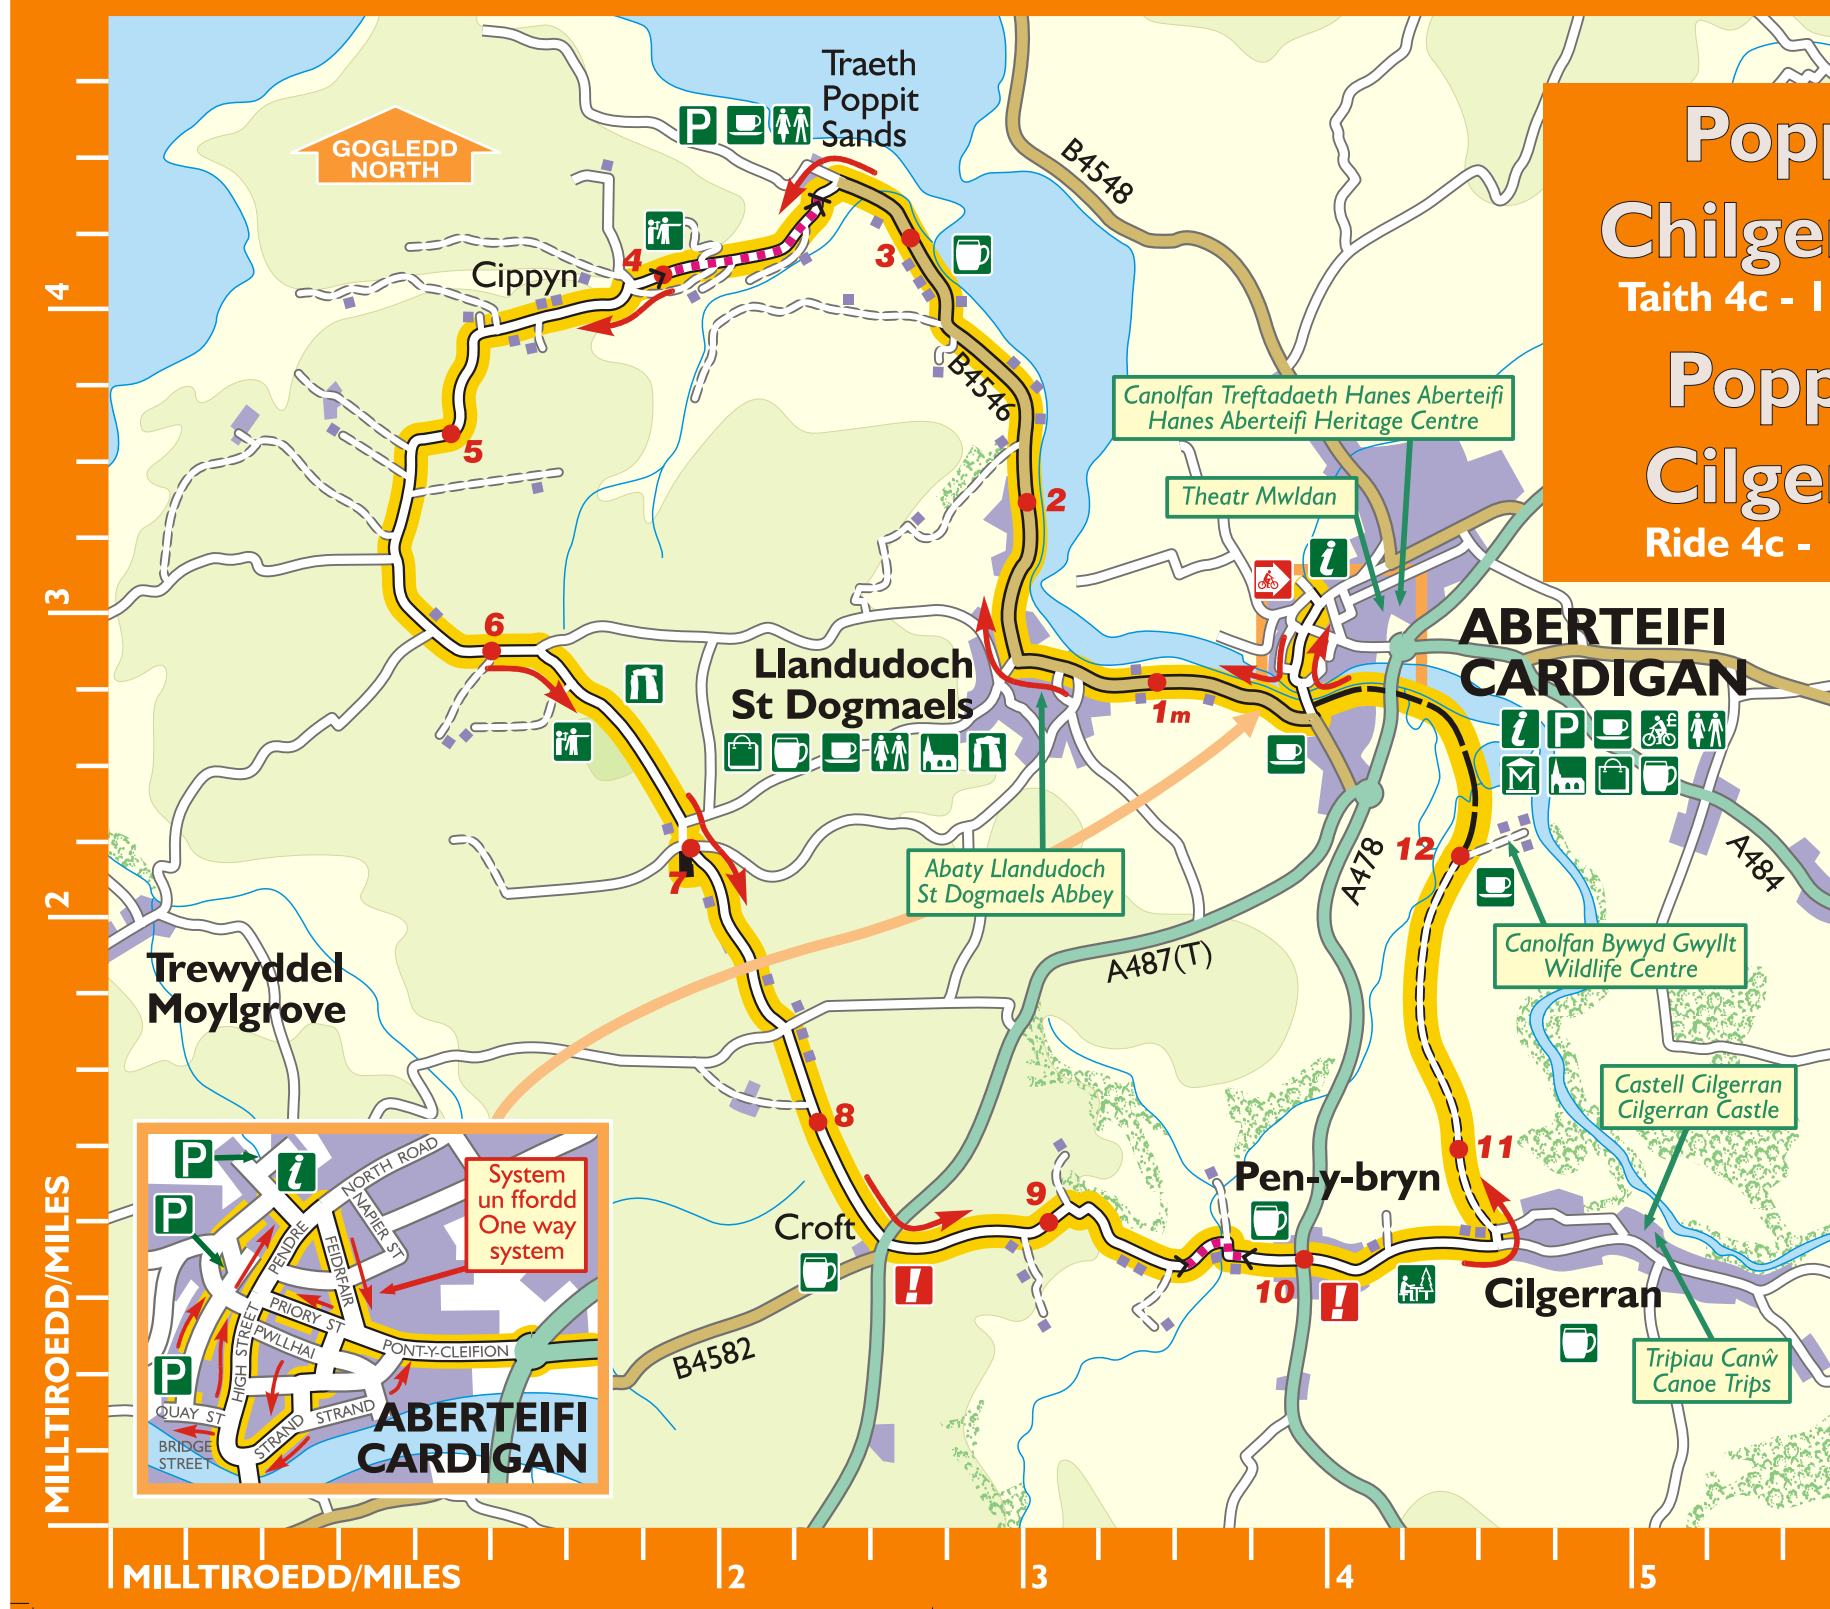 Traeth
Poppit
Sands
GOGLEDD
NORTH
B4548
P
Popp
Chilger
Taith 4c - 1
Popp
Cilger
Ride 4c -
4
3
2
MILLTIROEDD/MILES
4
Cippyn
3
B4546
5
2
Canolfan Treftadaeth Hanes Aberteifi
Hanes Aberteifi Heritage Centre
Theatr Mwldan
i
6
Llandudoch
St Dogmaels
1m
ABERTEIFI
CARDIGAN
i
P
£
M
7
Abaty Llandudoch
St Dogmaels Abbey
A487(T)
A478
12
A484
Canolfan Bywyd Gwyllt
Wildlife Centre
Trewyddel
Moylgrove
8
Castell Cilgerran
Cilgerran Castle
11
Pen-y-bryn
9
Croft
!
10
!
Cilgerran
B4582
Tripiau Canŵ
Canoe Trips
P
i
P
P
NORTH ROAD
NAPIER ST
PENDRE
FEIDRFAIR
System
un ffordd
One way
system
PRIORY ST
PWLLHAI
HIGH STREET
PONT-Y-CLEIFION
QUAY ST
STRAND
STRAND
BRIDGE
STREET
ABERTEIFI
CARDIGAN
MILLTIROEDD/MILES
2
3
4
5